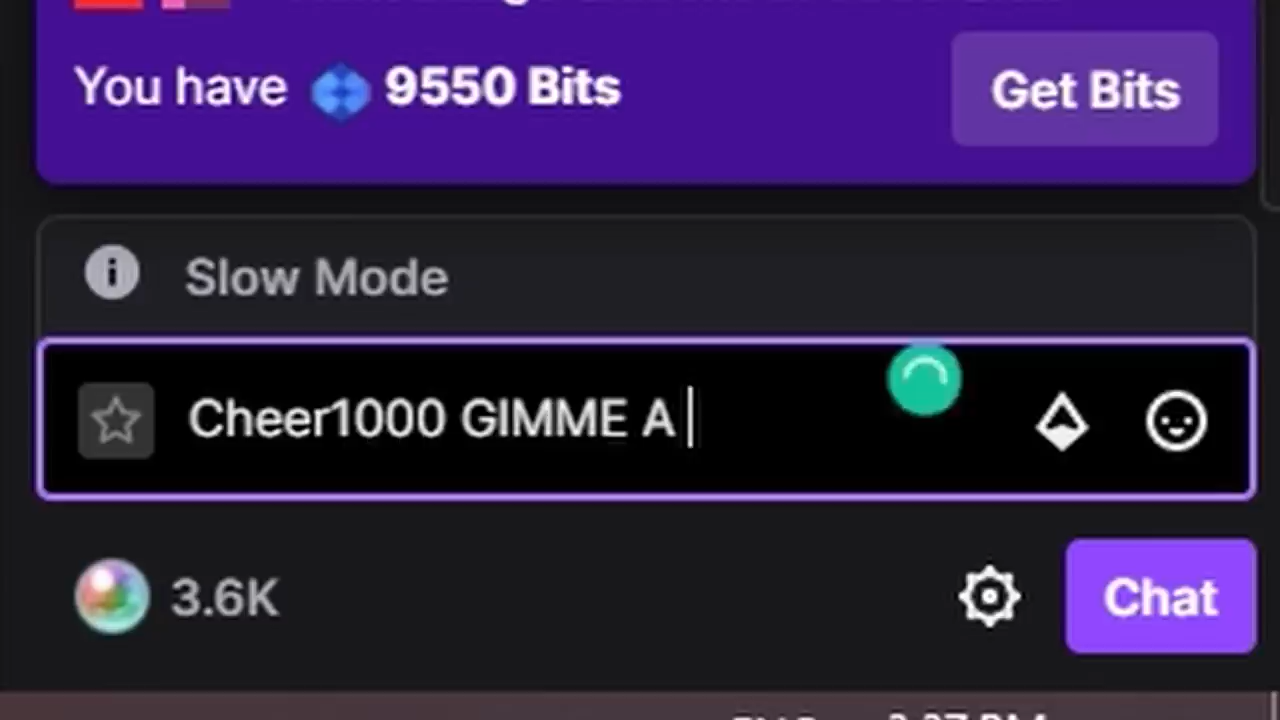 You have 9550 Bits
Get Bits
Slow Mode
Cheer1000 GIMME A
3.6K
Chat